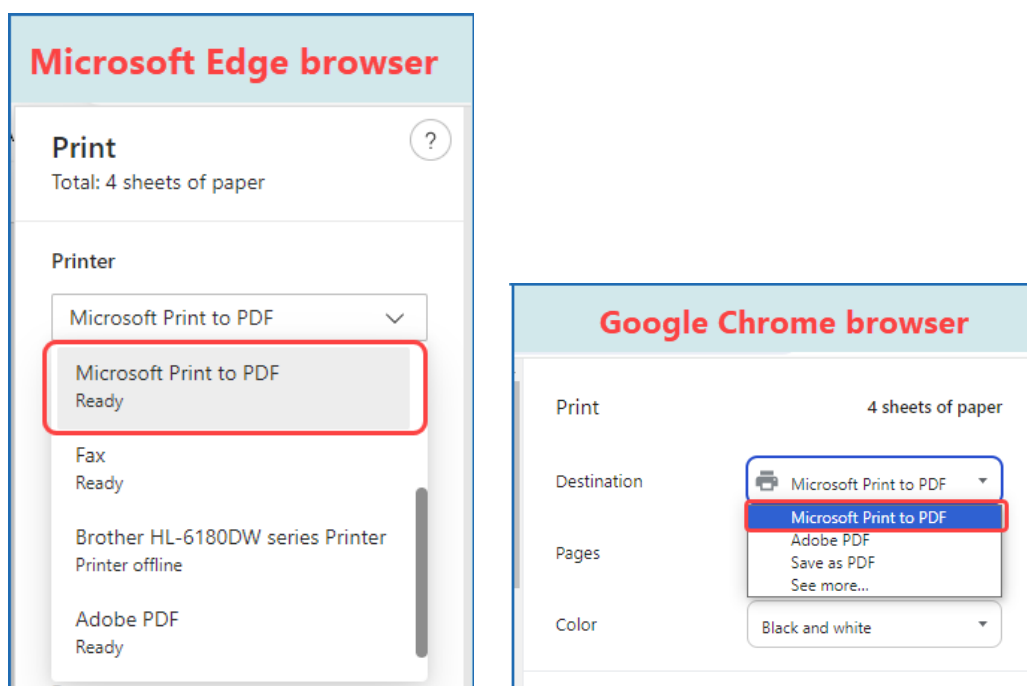 Microsoft Edge browser
Print
?
Total: 4 sheets of paper
Printer
Microsoft Print to PDF
Microsoft Print to PDF
Ready
Fax
Ready
Brother HL-6180DW series Printer
Printer offline
Adobe PDF
Ready
Google Chrome browser
Print 4 sheets of paper
Destination Microsoft Print to PDF
Microsoft Print to PDF
Adobe PDF
Pages
Save as PDF
See more...
Color Black and white